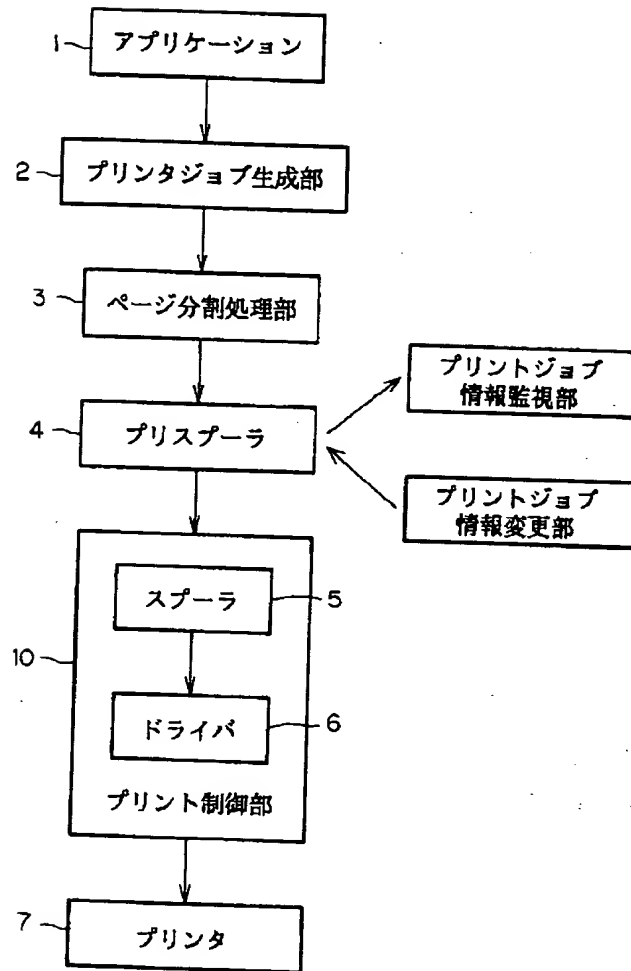 1
アプリケーション
2
プリンタジョブ生成部
3
ページ分割処理部
4
プリスプーラ
プリントジョブ
情報監視部
プリントジョブ
情報変更部
10
スプーラ
5
ドライバ
6
プリント制御部
7
プリンタ